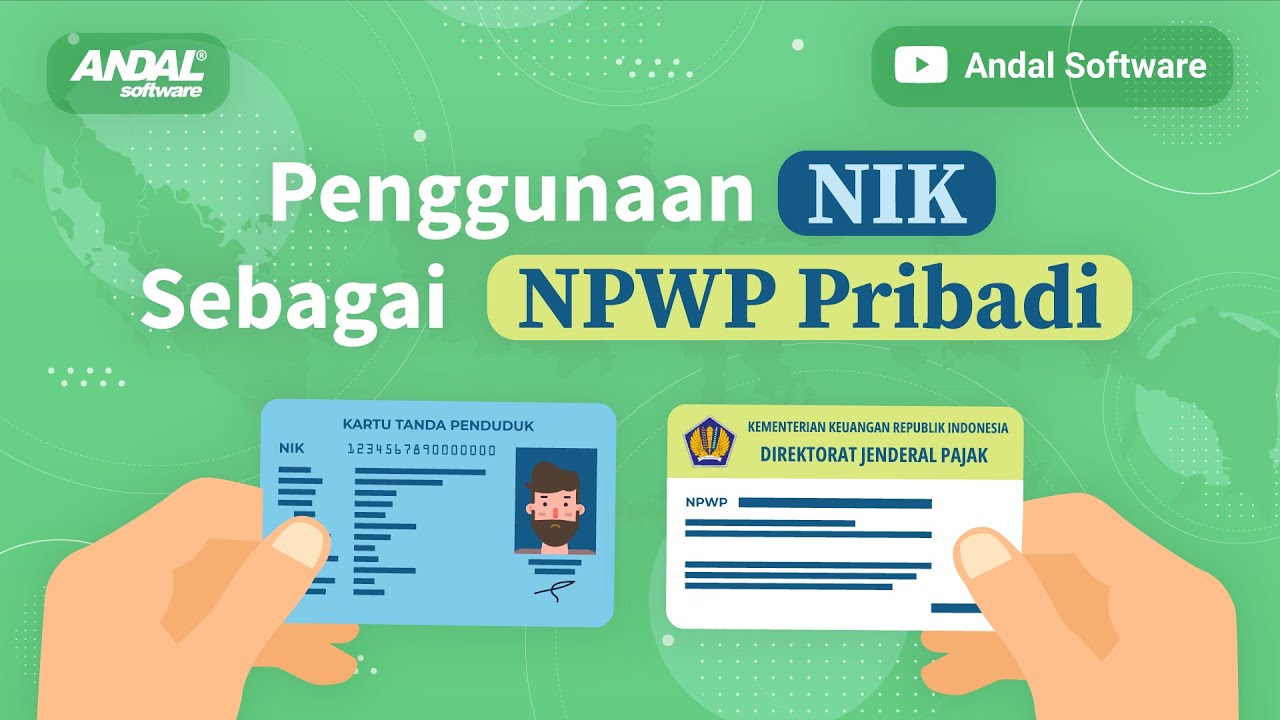 ANDAL®
software
Andal Software
Penggunaan NIK
Sebagai NPWP Pribadi
KARTU TANDA PENDUDUK
NIK 1234567890000000
KEMENTERIAN KEUANGAN REPUBLIK INDONESIA
DIREKTORAT JENDERAL PAJAK
NPWP